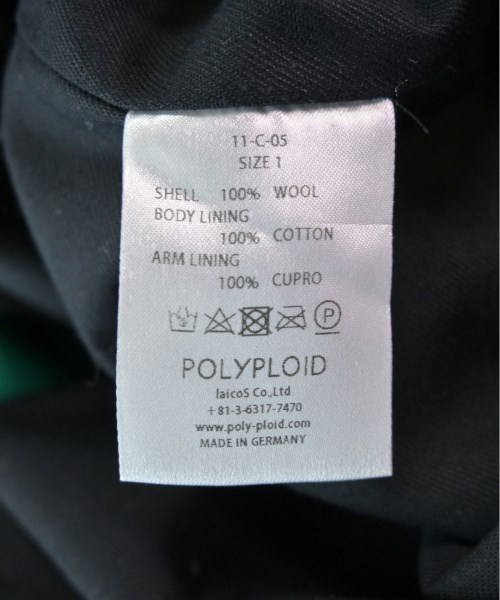 11-C-05
SIZE 1
SHELL 100% WOOL
BODY LINING
100% COTTON
ARM LINING
100% CUPRO
P
POLYPLOID
laicoS Co.,Ltd
+81-3-6317-7470
www.poly-ploid.com
MADE IN GERMANY